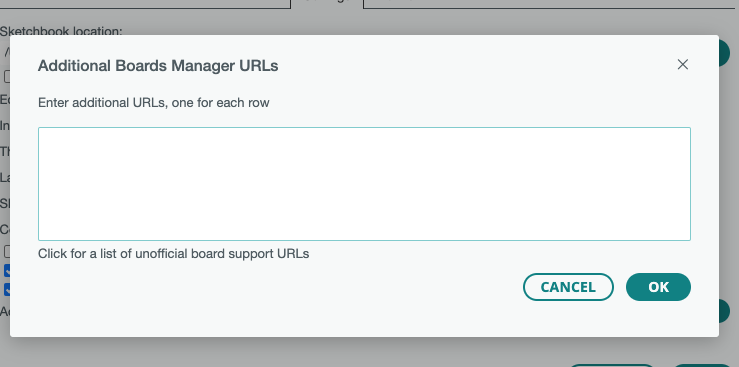 Sketchbook location:
Additional Boards Manager URLs
Enter additional URLs, one for each row
Click for a list of unofficial board support URLs
CANCEL
OK